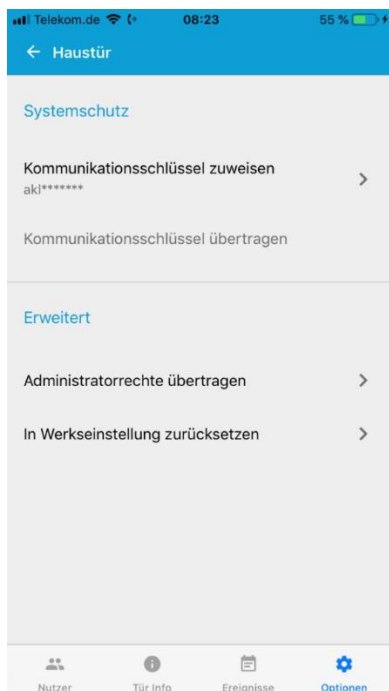 Telekom.de 08:23 55 %
Haustür
Systemschutz
Kommunikationsschlüssel zuweisen
akl*******
Kommunikationsschlüssel übertragen
Erweitert
Administratorrechte übertragen
In Werkseinstellung zurücksetzen
Nutzer Tür Info Ereignisse Optionen